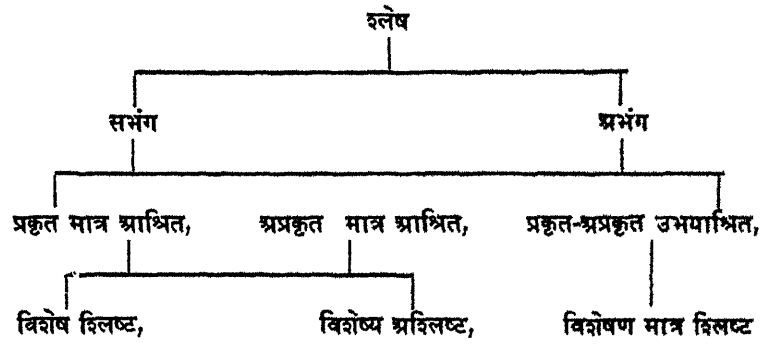 श्लेष
सभंग अभंग
प्रकृत मात्र आश्रित, अप्रकृत मात्र आश्रित, प्रकृत-अप्रकृत उभयाश्रित,
विशेष श्लिष्ट, विशेष्य अश्लिष्ट, विशेषण मात्र श्लिष्ट